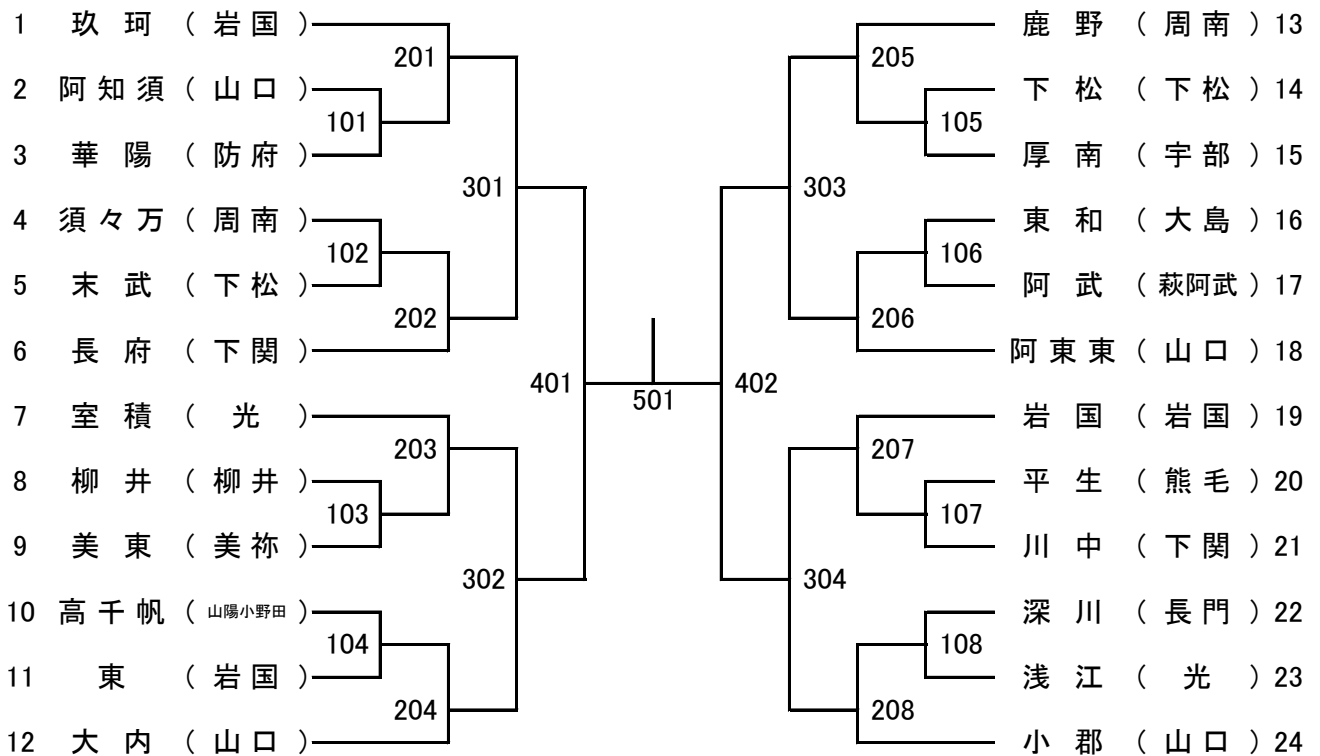 1 玖珂 (岩国)
201
2 阿知須 (山口)
101
3 華陽 (防府)
301
4 須々万 (周南)
102
5 末武 (下松)
202
6 長府 (下関)
401
7 室積 (光)
203
8 柳井 (柳井)
103
9 美東 (美祢)
302
10 高千帆 (山陽小野田)
104
11 東 (岩国)
204
12 大内 (山口)
501
鹿野 (周南) 13
205
下松 (下松) 14
105
厚南 (宇部) 15
303
東和 (大島) 16
106
阿武 (萩阿武) 17
206
阿東東 (山口) 18
402
岩国 (岩国) 19
207
平生 (熊毛) 20
107
川中 (下関) 21
304
深川 (長門) 22
108
浅江 (光) 23
208
小郡 (山口) 24